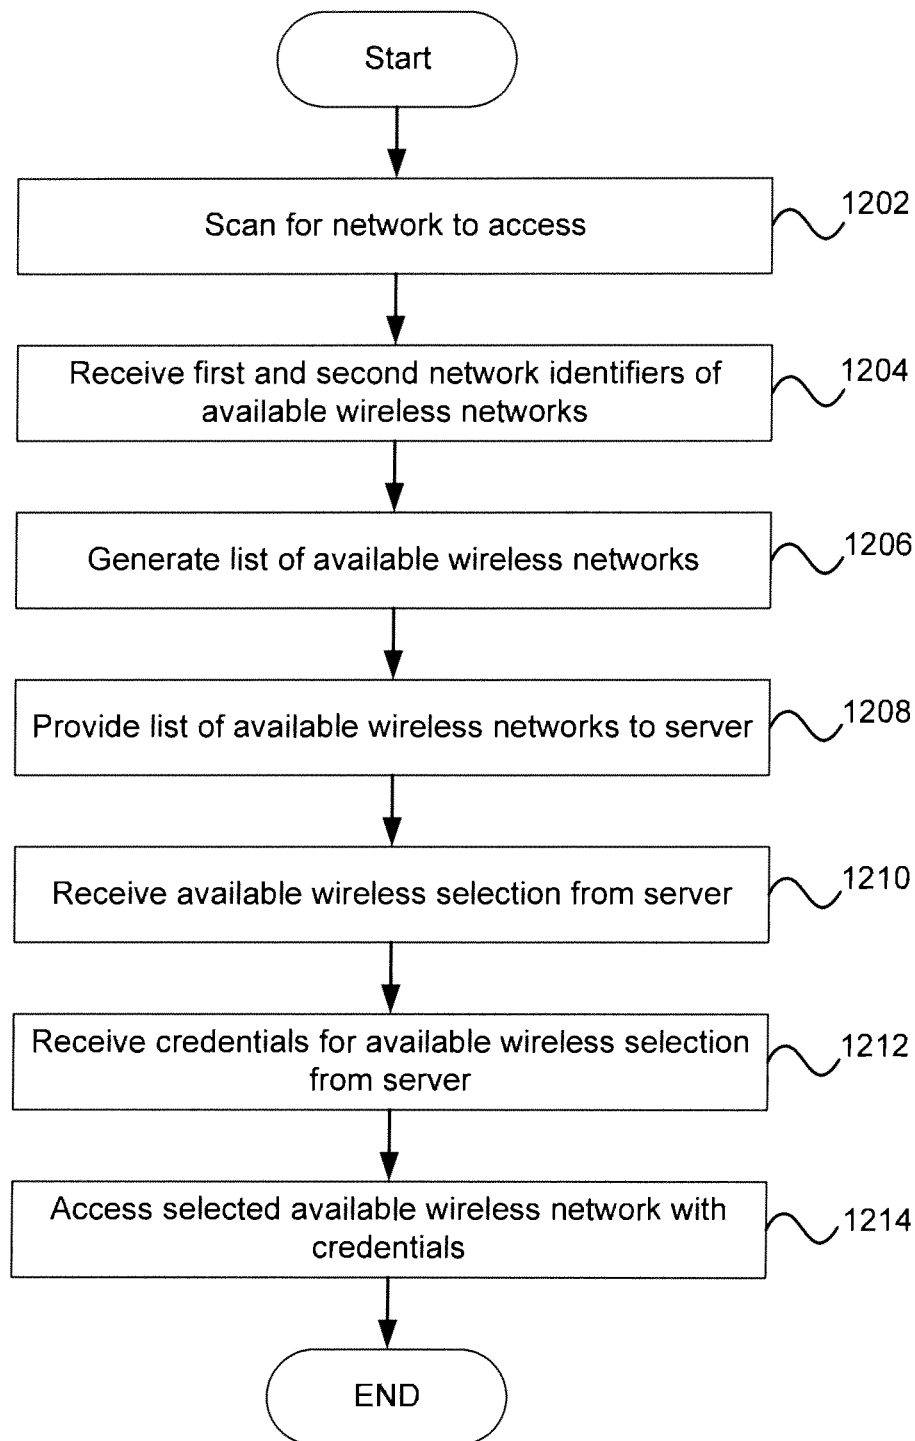 Start
Scan for network to access
1202
Receive first and second network identifiers of
available wireless networks
1204
Generate list of available wireless networks
1206
Provide list of available wireless networks to server
1208
Receive available wireless selection from server
1210
Receive credentials for available wireless selection
from server
1212
Access selected available wireless network with
credentials
1214
END